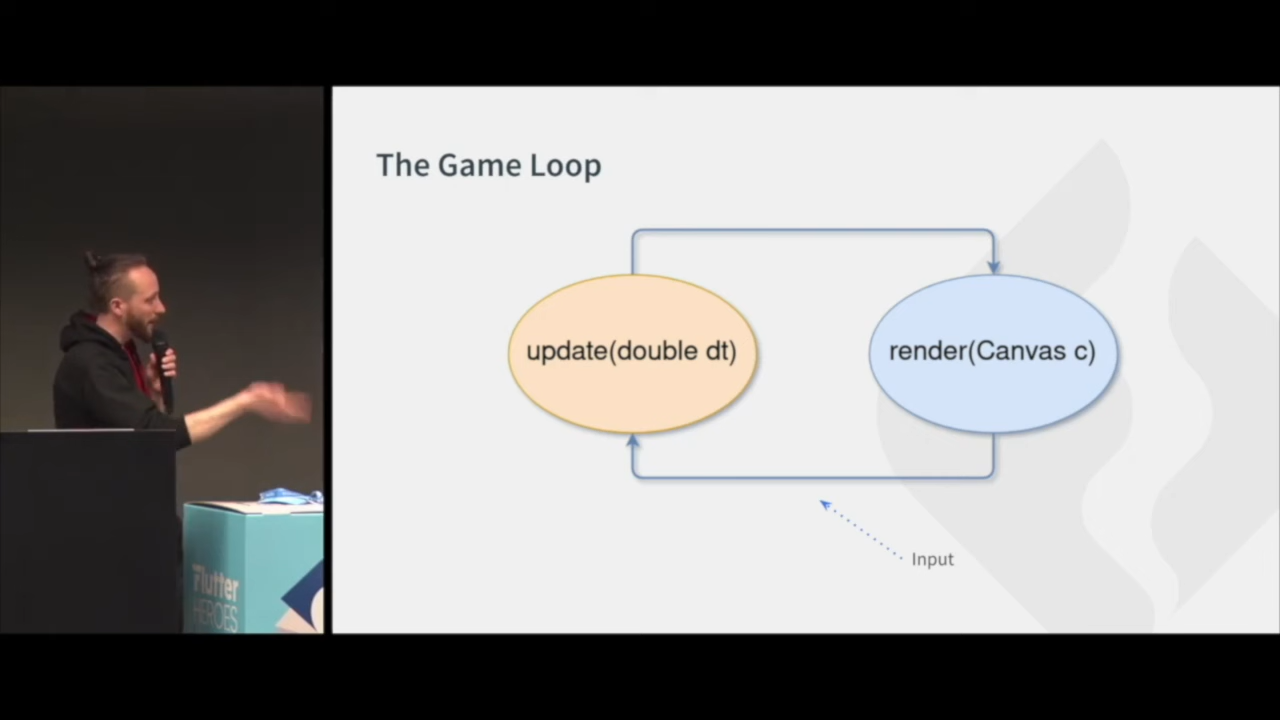 The Game Loop
update(double dt)
render(Canvas c)
Input
Flutter
HEROES